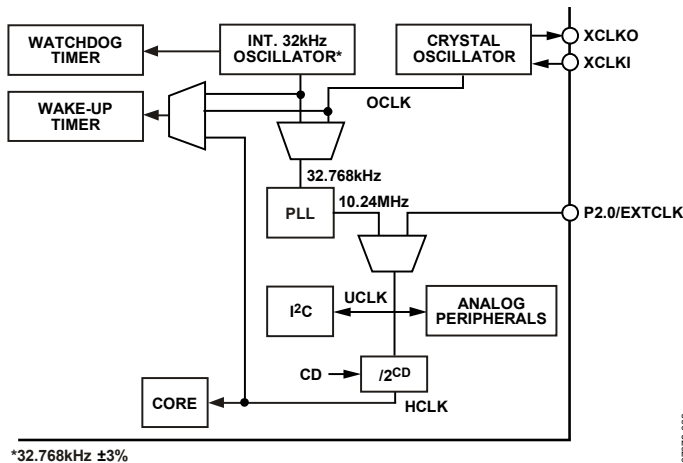 WATCHDOG
TIMER
INT. 32kHz
OSCILLATOR*
CRYSTAL
OSCILLATOR
XCLKO
XCLKI
WAKE-UP
TIMER
OCLK
32.768kHz
PLL
10.24MHz
P2.0/EXTCLK
I2C
UCLK
ANALOG
PERIPHERALS
CD
/2CD
CORE
HCLK
*32.768kHz ±3%